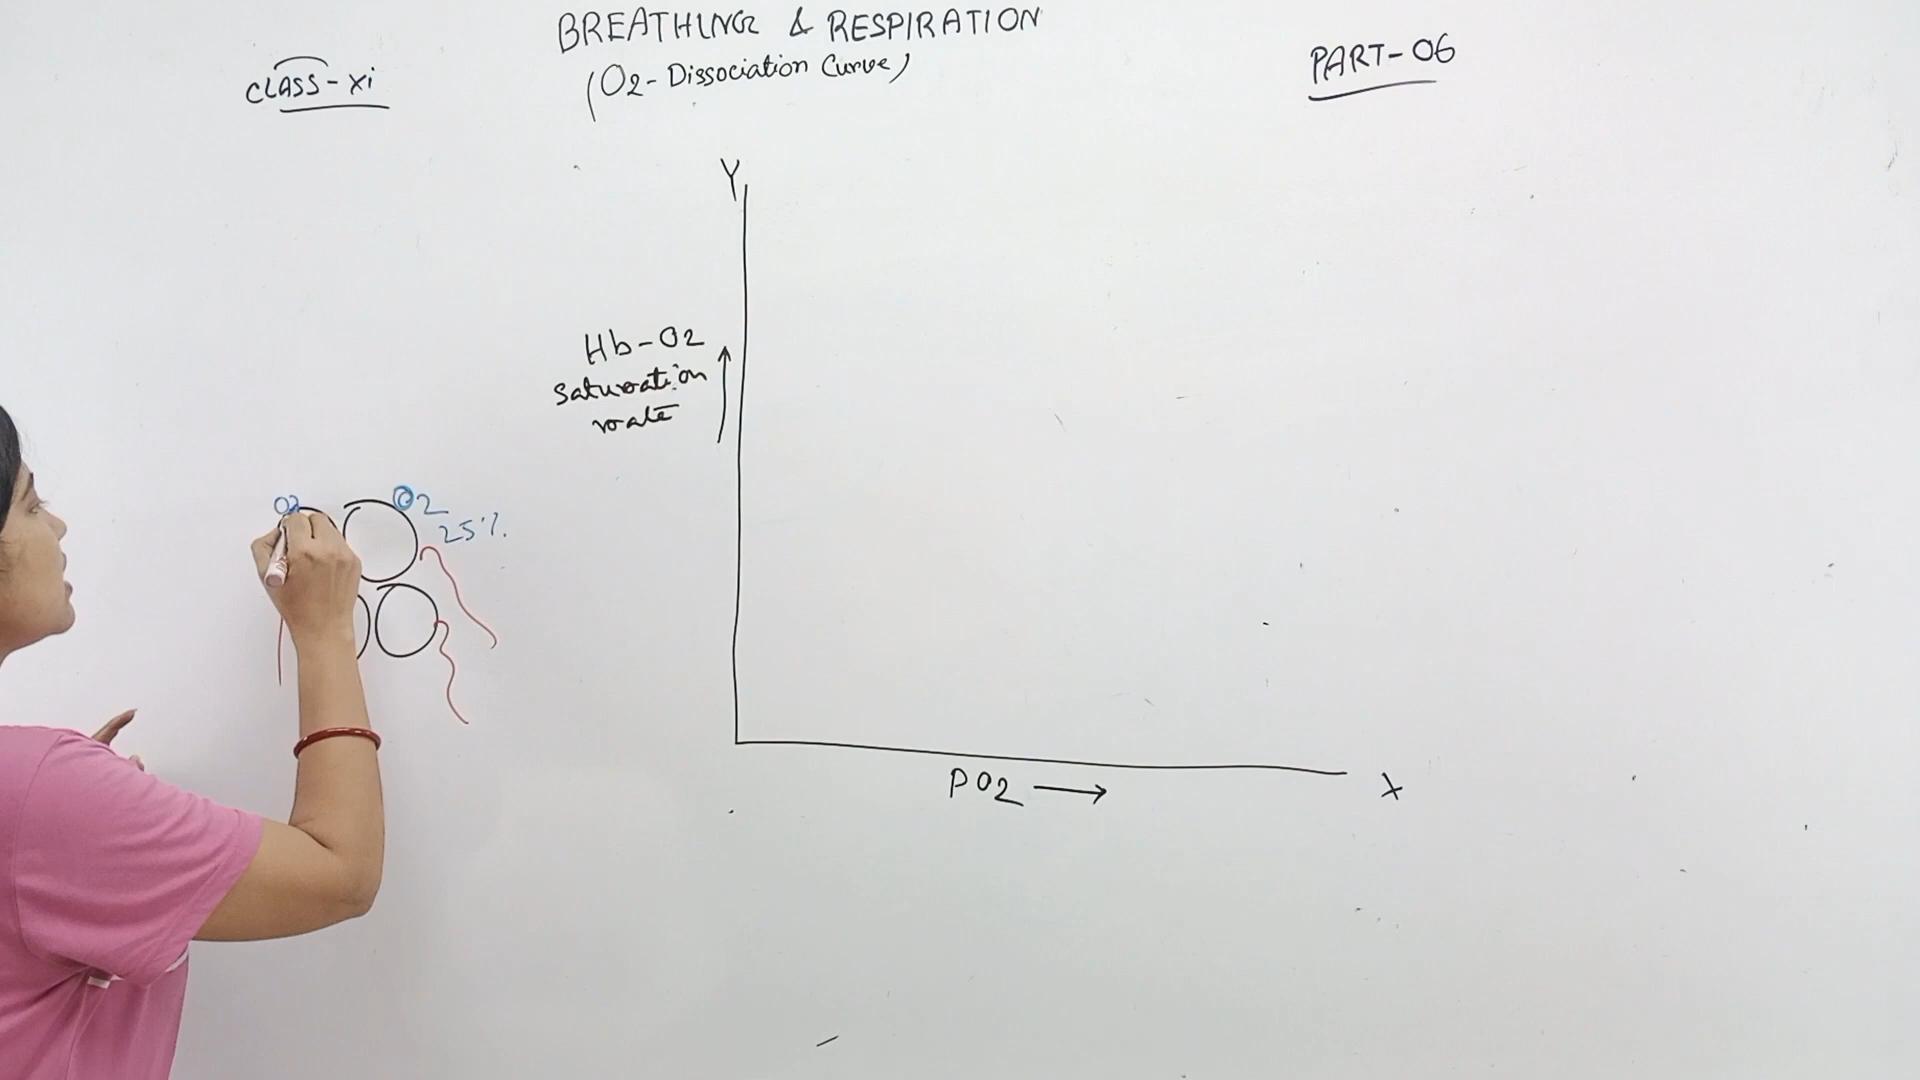 BREATHING & RESPIRATION
(O2-Dissociation Curve)
CLASS-xi
PART-06
Y
Hb-O2
saturation
rate
O2
O2
25%.
PO2
X